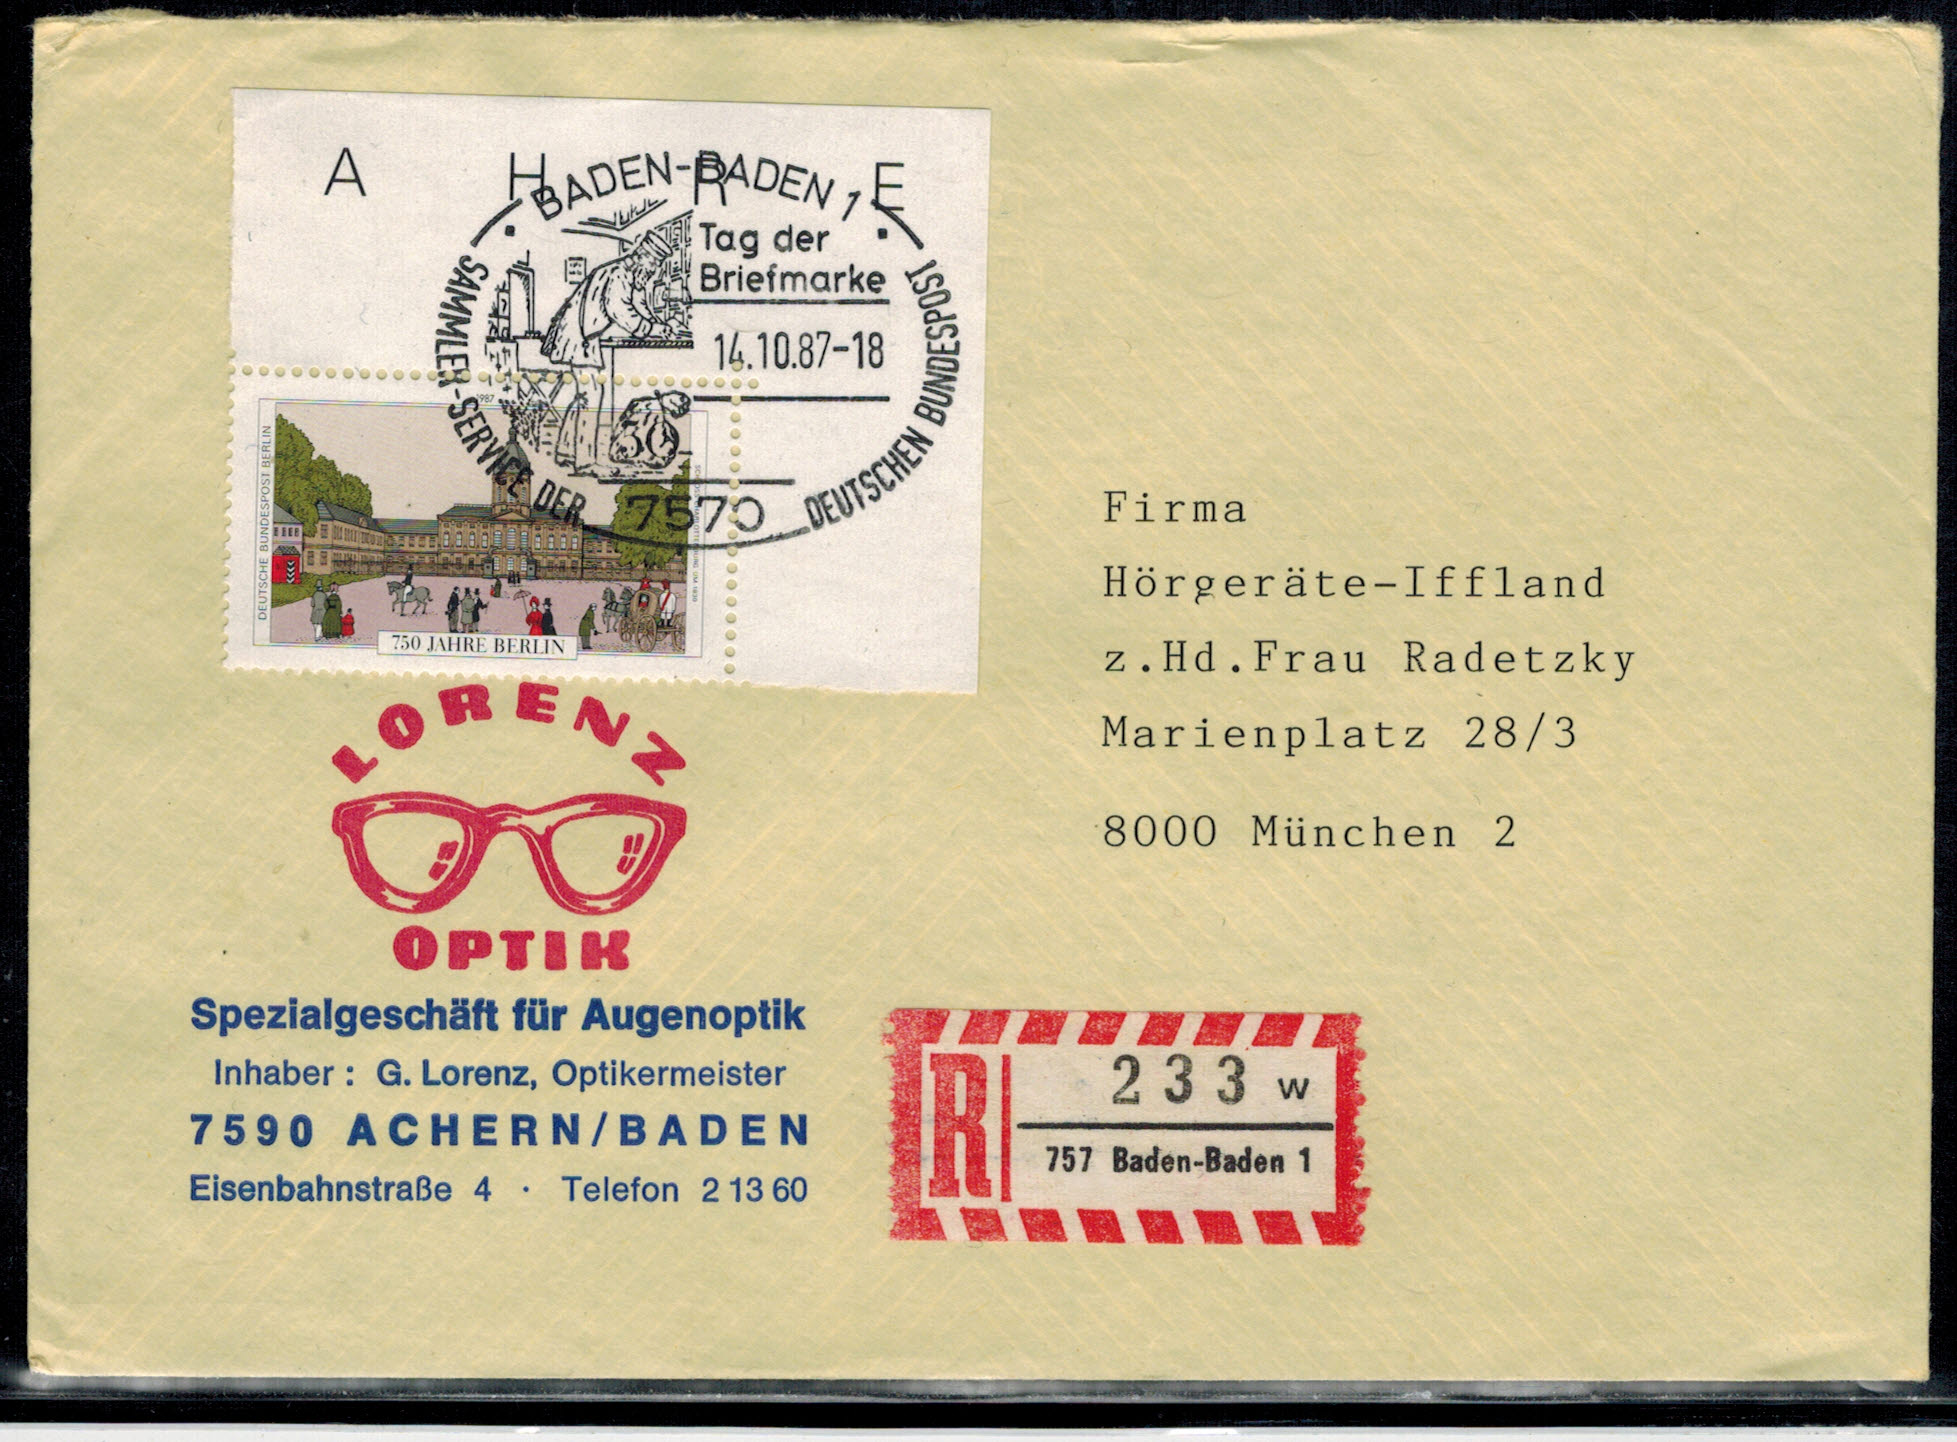 A H R E
BADEN-BADEN 1
Tag der
Briefmarke
14.10.87-18
SAMMLER-SERVICE DER DEUTSCHEN BUNDESPOST
7570
1987
DEUTSCHE BUNDESPOST BERLIN
750 JAHRE BERLIN
LORENZ
OPTIK
Spezialgeschäft für Augenoptik
Inhaber : G. Lorenz, Optikermeister
7590 ACHERN/BADEN
Eisenbahnstraße 4 · Telefon 2 13 60
Firma
Hörgeräte-Iffland
z.Hd.Frau Radetzky
Marienplatz 28/3
8000 München 2
R
233 w
757 Baden-Baden 1